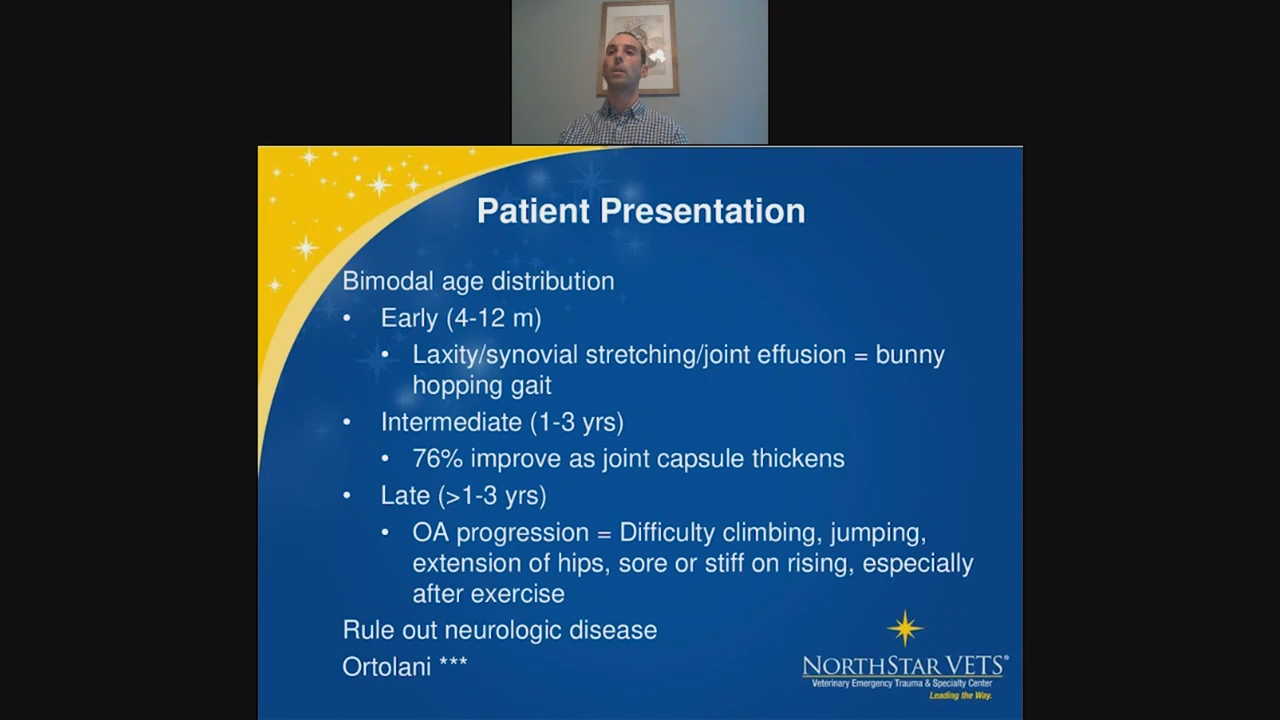 Patient Presentation
Bimodal age distribution
• Early (4-12 m)
• Laxity/synovial stretching/joint effusion = bunny
hopping gait
• Intermediate (1-3 yrs)
• 76% improve as joint capsule thickens
• Late (>1-3 yrs)
• OA progression = Difficulty climbing, jumping,
extension of hips, sore or stiff on rising, especially
after exercise
Rule out neurologic disease
Ortolani ***
NORTHSTAR VETS®
Veterinary Emergency Trauma & Specialty Center
Leading the Way.